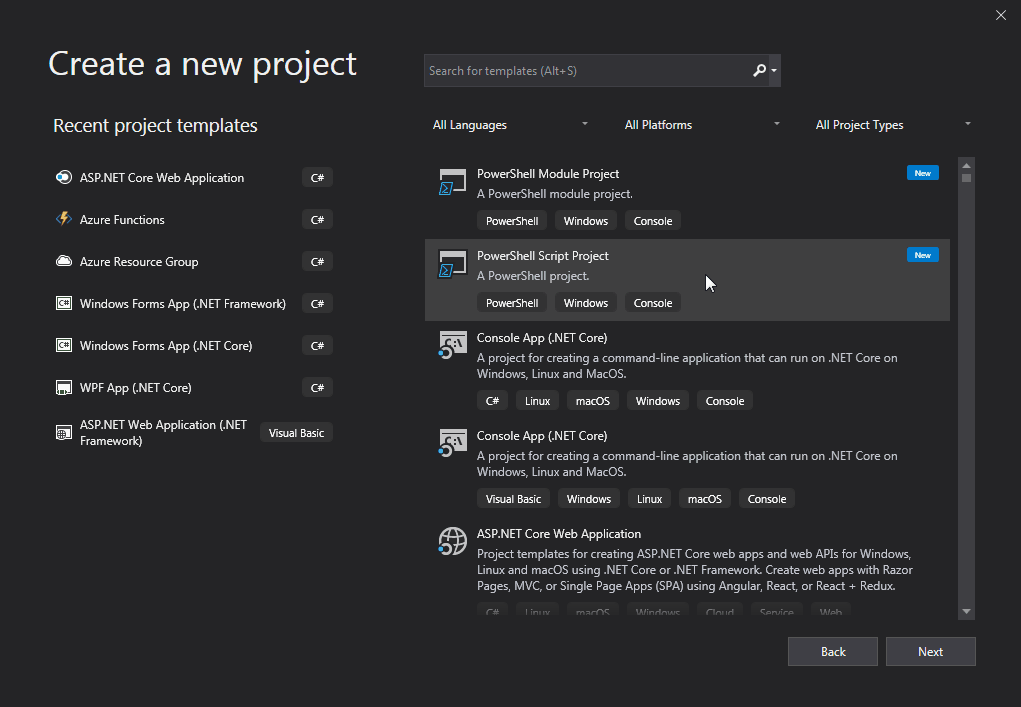 Create a new project
Search for templates (Alt+S)
Recent project templates
All Languages
All Platforms
All Project Types
ASP.NET Core Web Application
C#
Azure Functions
C#
Azure Resource Group
C#
Windows Forms App (.NET Framework)
C#
Windows Forms App (.NET Core)
C#
WPF App (.NET Core)
C#
ASP.NET Web Application (.NET
Framework)
Visual Basic
PowerShell Module Project
New
A PowerShell module project.
PowerShell Windows Console
PowerShell Script Project
New
A PowerShell project.
PowerShell Windows Console
Console App (.NET Core)
A project for creating a command-line application that can run on .NET Core on
Windows, Linux and MacOS.
C# Linux macOS Windows Console
Console App (.NET Core)
A project for creating a command-line application that can run on .NET Core on
Windows, Linux and MacOS.
Visual Basic Windows Linux macOS Console
ASP.NET Core Web Application
Project templates for creating ASP.NET Core web apps and web APIs for Windows,
Linux and macOS using .NET Core or .NET Framework. Create web apps with Razor
Pages, MVC, or Single Page Apps (SPA) using Angular, React, or React + Redux.
C# Linux macOS Windows Cloud Service Web
Back
Next